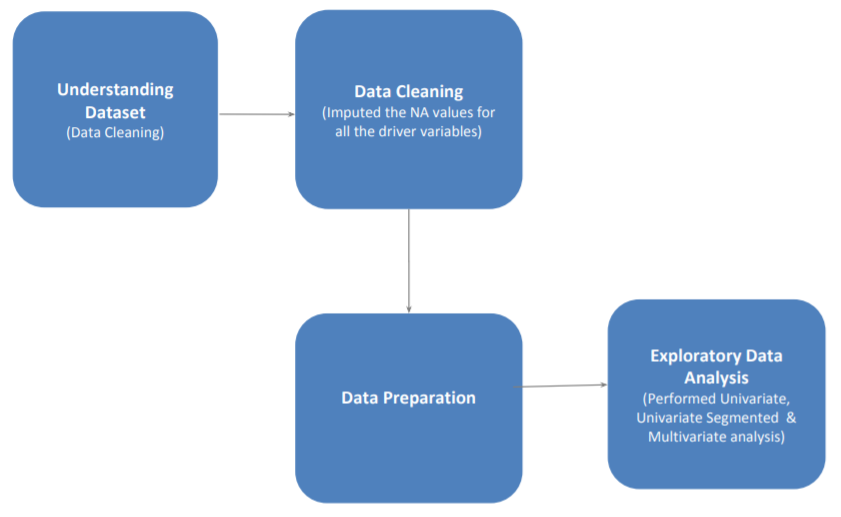 Understanding
Dataset
(Data Cleaning)
Data Cleaning
(Imputed the NA values for
all the driver variables)
Data Preparation
Exploratory Data
Analysis
(Performed Univariate,
Univariate Segmented &
Multivariate analysis)